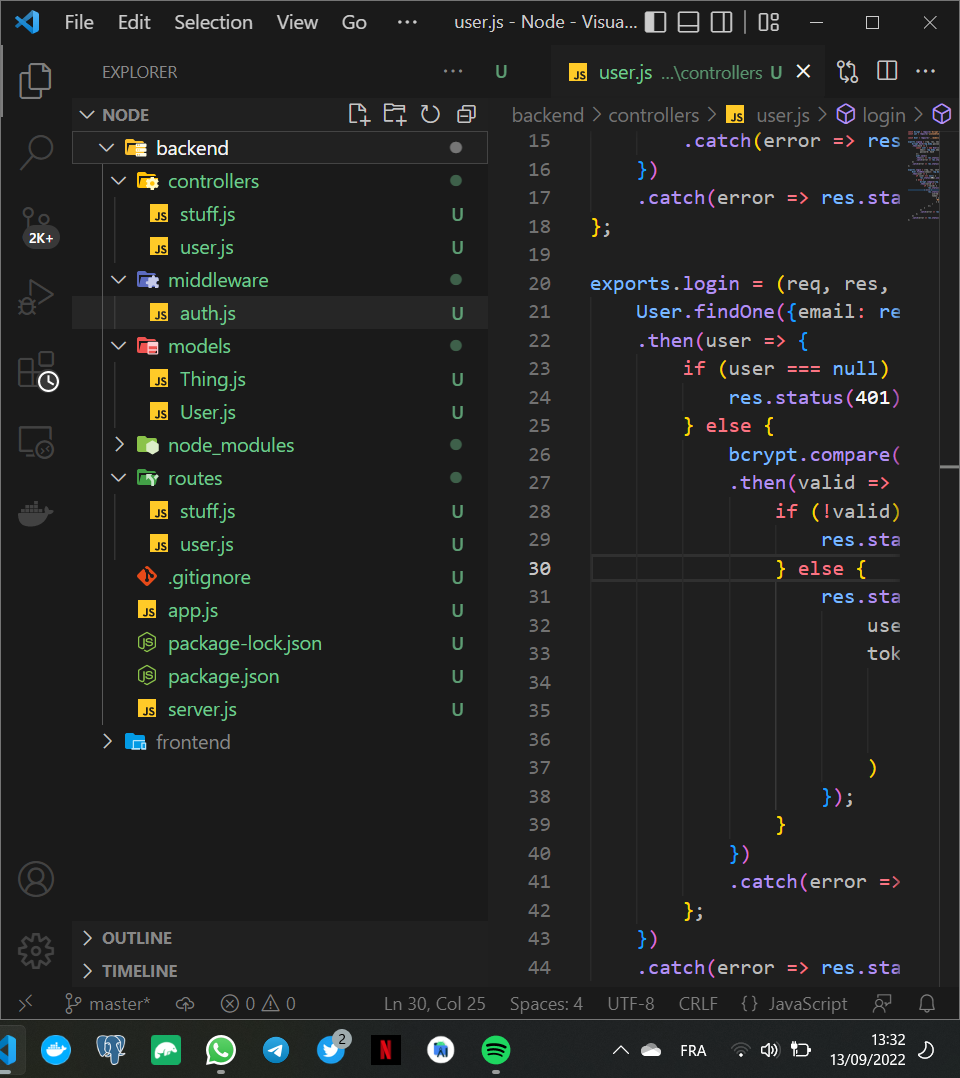 File Edit Selection View Go ··· user.js - Node - Visua...
EXPLORER ···
NODE
backend
controllers
stuff.js U
user.js U
middleware
auth.js U
models
Thing.js U
User.js U
node_modules
routes
stuff.js U
user.js U
.gitignore U
app.js U
package-lock.json U
package.json U
server.js U
frontend
OUTLINE
TIMELINE
2K+
U JS user.js ...\controllers U
backend > controllers > JS user.js > login >
15 .catch(error => res
16 })
17 .catch(error => res.sta
18 };
19
20 exports.login = (req, res,
21 User.findOne({email: re
22 .then(user => {
23 if (user === null)
24 res.status(401)
25 } else {
26 bcrypt.compare(
27 .then(valid =>
28 if (!valid)
29 res.sta
30 } else {
31 res.sta
32 use
33 tok
34
35
36
37 )
38 });
39 }
40 })
41 .catch(error =>
42 };
43 })
44 .catch(error => res.sta
master* 0 0 Ln 30, Col 25 Spaces: 4 UTF-8 CRLF {} JavaScript
2 N FRA 13:32
13/09/2022